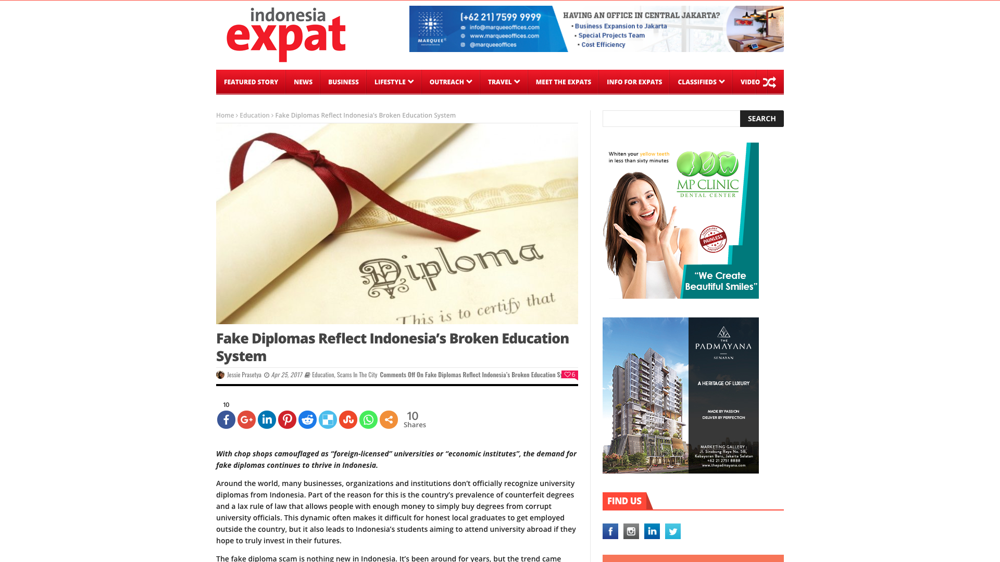 indonesia
expat
(+62 21) 7599 9999
info@marqueeoffices.com
www.marqueeoffices.com
@marqueeoffices
MARQUEE
HAVING AN OFFICE IN CENTRAL JAKARTA?
• Business Expansion to Jakarta
• Special Projects Team
• Cost Efficiency
FEATURED STORY NEWS BUSINESS LIFESTYLE OUTREACH TRAVEL MEET THE EXPATS INFO FOR EXPATS CLASSIFIEDS VIDEO
Home › Education › Fake Diplomas Reflect Indonesia’s Broken Education System
Diploma
This is to certify that
Fake Diplomas Reflect Indonesia’s Broken Education
System
Jessie Prasetya Apr 25, 2017 Education, Scams In The City Comments Off On Fake Diplomas Reflect Indonesia’s Broken Education Sy
6
10
10
Shares
With chop shops camouflaged as “foreign-licensed” universities or “economic institutes”, the demand for
fake diplomas continues to thrive in Indonesia.
Around the world, many businesses, organizations and institutions don’t officially recognize university
diplomas from Indonesia. Part of the reason for this is the country’s prevalence of counterfeit degrees
and a lax rule of law that allows people with enough money to simply buy degrees from corrupt
university officials. This dynamic often makes it difficult for honest local graduates to get employed
outside the country, but it also leads to Indonesia’s students aiming to attend university abroad if they
hope to truly invest in their futures.
The fake diploma scam is nothing new in Indonesia. It’s been around for years, but the trend came
SEARCH
Whiten your yellow teeth
in less than sixty minutes
MP CLINIC
DENTAL CENTER
TECHNOLOGY
PAINLESS
TECHNOLOGY
“We Create
Beautiful Smiles”
THE
PADMAYANA
SENAYAN
A HERITAGE OF LUXURY
MADE BY PASSION
DELIVER BY PERFECTION
MARKETING GALLERY :
Jl. Sinabung Raya No. 5B,
Kebayoran Baru, Jakarta Selatan
+62 21 2751 8888
www.thepadmayana.com
FIND US